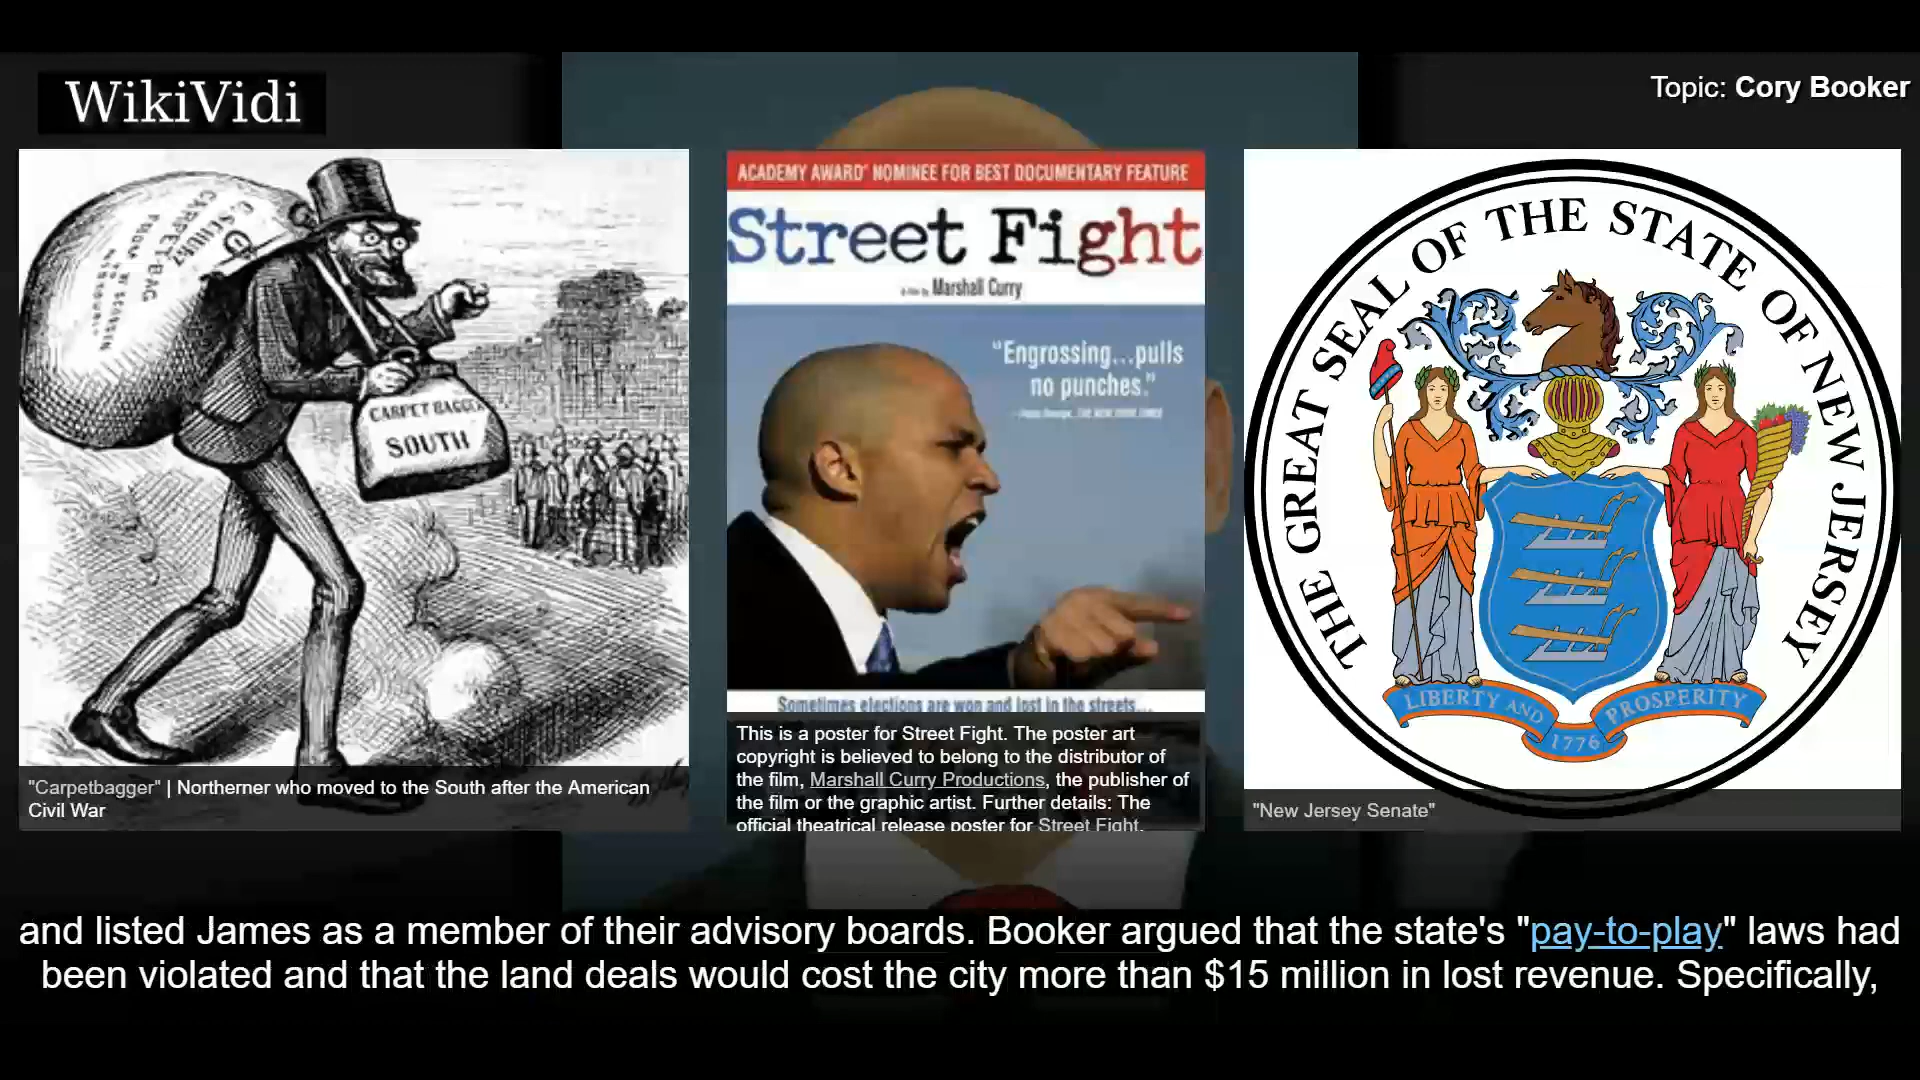 WikiVidi
Topic: Cory Booker
CARPET-BAG
CARPET BAGGER
SOUTH
"Carpetbagger" | Northerner who moved to the South after the American
Civil War
ACADEMY AWARD® NOMINEE FOR BEST DOCUMENTARY FEATURE
Street Fight
a film by Marshall Curry
"Engrossing...pulls
no punches."
Sometimes elections are won and lost in the streets...
This is a poster for Street Fight. The poster art
copyright is believed to belong to the distributor of
the film, Marshall Curry Productions, the publisher of
the film or the graphic artist. Further details: The
official theatrical release poster for Street Fight.
THE GREAT SEAL OF THE STATE OF NEW JERSEY
LIBERTY AND PROSPERITY
1776
"New Jersey Senate"
and listed James as a member of their advisory boards. Booker argued that the state's "pay-to-play" laws had
been violated and that the land deals would cost the city more than $15 million in lost revenue. Specifically,